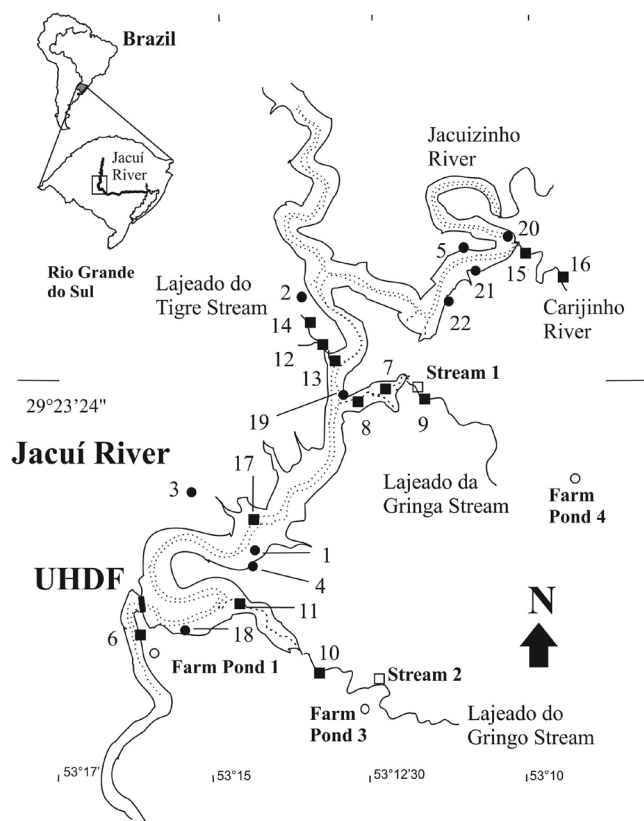 Brazil
Jacuí
River
Rio Grande
do Sul
Jacuizinho
River
20
5
15
16
21
22
Carijinho
River
Lajeado do
Tigre Stream
2
14
12
13
7
Stream 1
19
8
9
29°23'24"
Jacuí River
17
Lajeado da
Gringa Stream
3
Farm
Pond 4
1
4
UHDF
11
N
6
18
Farm Pond 1
10
Stream 2
Farm
Pond 3
Lajeado do
Gringo Stream
53°17'
53°15
53°12'30
53°10